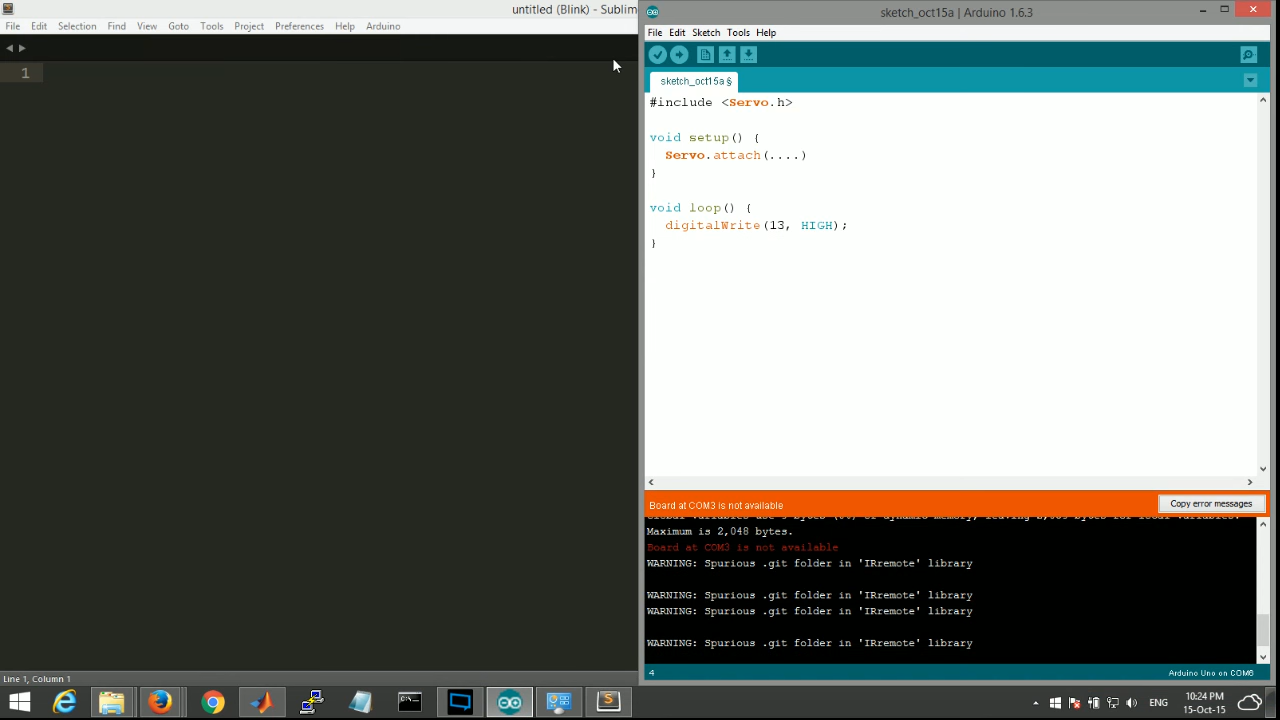 untitled (Blink) - Sublim
File Edit Selection Find View Goto Tools Project Preferences Help Arduino
1
Line 1, Column 1
sketch_oct15a | Arduino 1.6.3
File Edit Sketch Tools Help
sketch_oct15a §
#include <Servo.h>
void setup() {
Servo.attach(....)
}
void loop() {
digitalWrite(13, HIGH);
}
Board at COM3 is not available
Copy error messages
Maximum is 2,048 bytes.
Board at COM3 is not available
WARNING: Spurious .git folder in 'IRremote' library
WARNING: Spurious .git folder in 'IRremote' library
WARNING: Spurious .git folder in 'IRremote' library
WARNING: Spurious .git folder in 'IRremote' library
4
Arduino Uno on COM6
ENG
10:24 PM
15-Oct-15